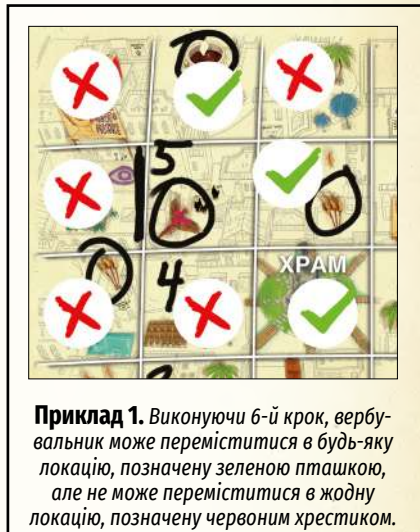 5
4
ХРАМ
Приклад 1. Виконуючи 6-й крок, вербу-
вальник може переміститися в будь-яку
локацію, позначену зеленою пташкою,
але не може переміститися в жодну
локацію, позначену червоним хрестиком.